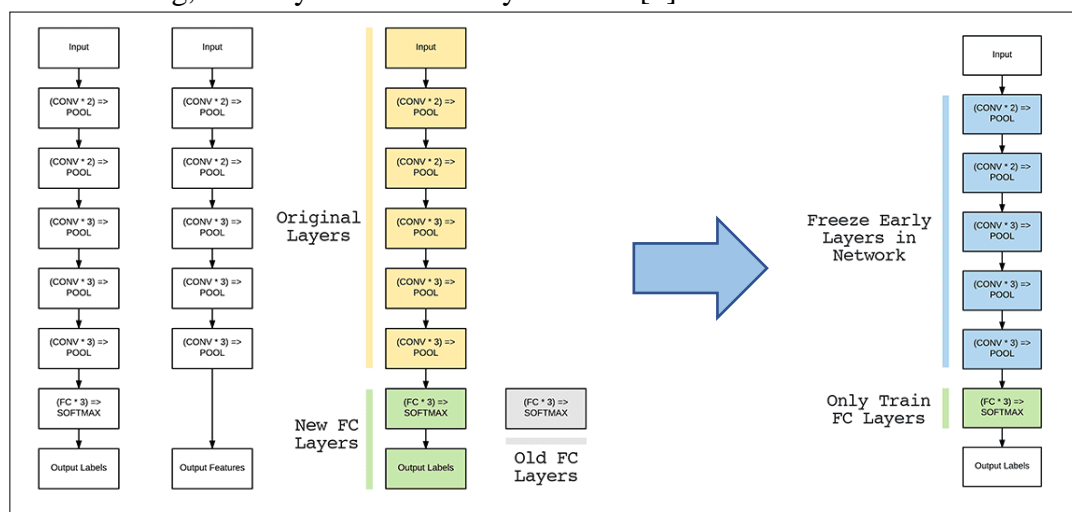 Input
(CONV * 2) =>
POOL
(CONV * 2) =>
POOL
(CONV * 3) =>
POOL
(CONV * 3) =>
POOL
(CONV * 3) =>
POOL
(FC * 3) =>
SOFTMAX
Output Labels
Input
(CONV * 2) =>
POOL
(CONV * 2) =>
POOL
(CONV * 3) =>
POOL
(CONV * 3) =>
POOL
(CONV * 3) =>
POOL
Output Features
Original
Layers
New FC
Layers
Input
(CONV * 2) =>
POOL
(CONV * 2) =>
POOL
(CONV * 3) =>
POOL
(CONV * 3) =>
POOL
(CONV * 3) =>
POOL
(FC * 3) =>
SOFTMAX
Output Labels
(FC * 3) =>
SOFTMAX
Old FC
Layers
Freeze Early
Layers in
Network
Only Train
FC Layers
Input
(CONV * 2) =>
POOL
(CONV * 2) =>
POOL
(CONV * 3) =>
POOL
(CONV * 3) =>
POOL
(CONV * 3) =>
POOL
(FC * 3) =>
SOFTMAX
Output Labels